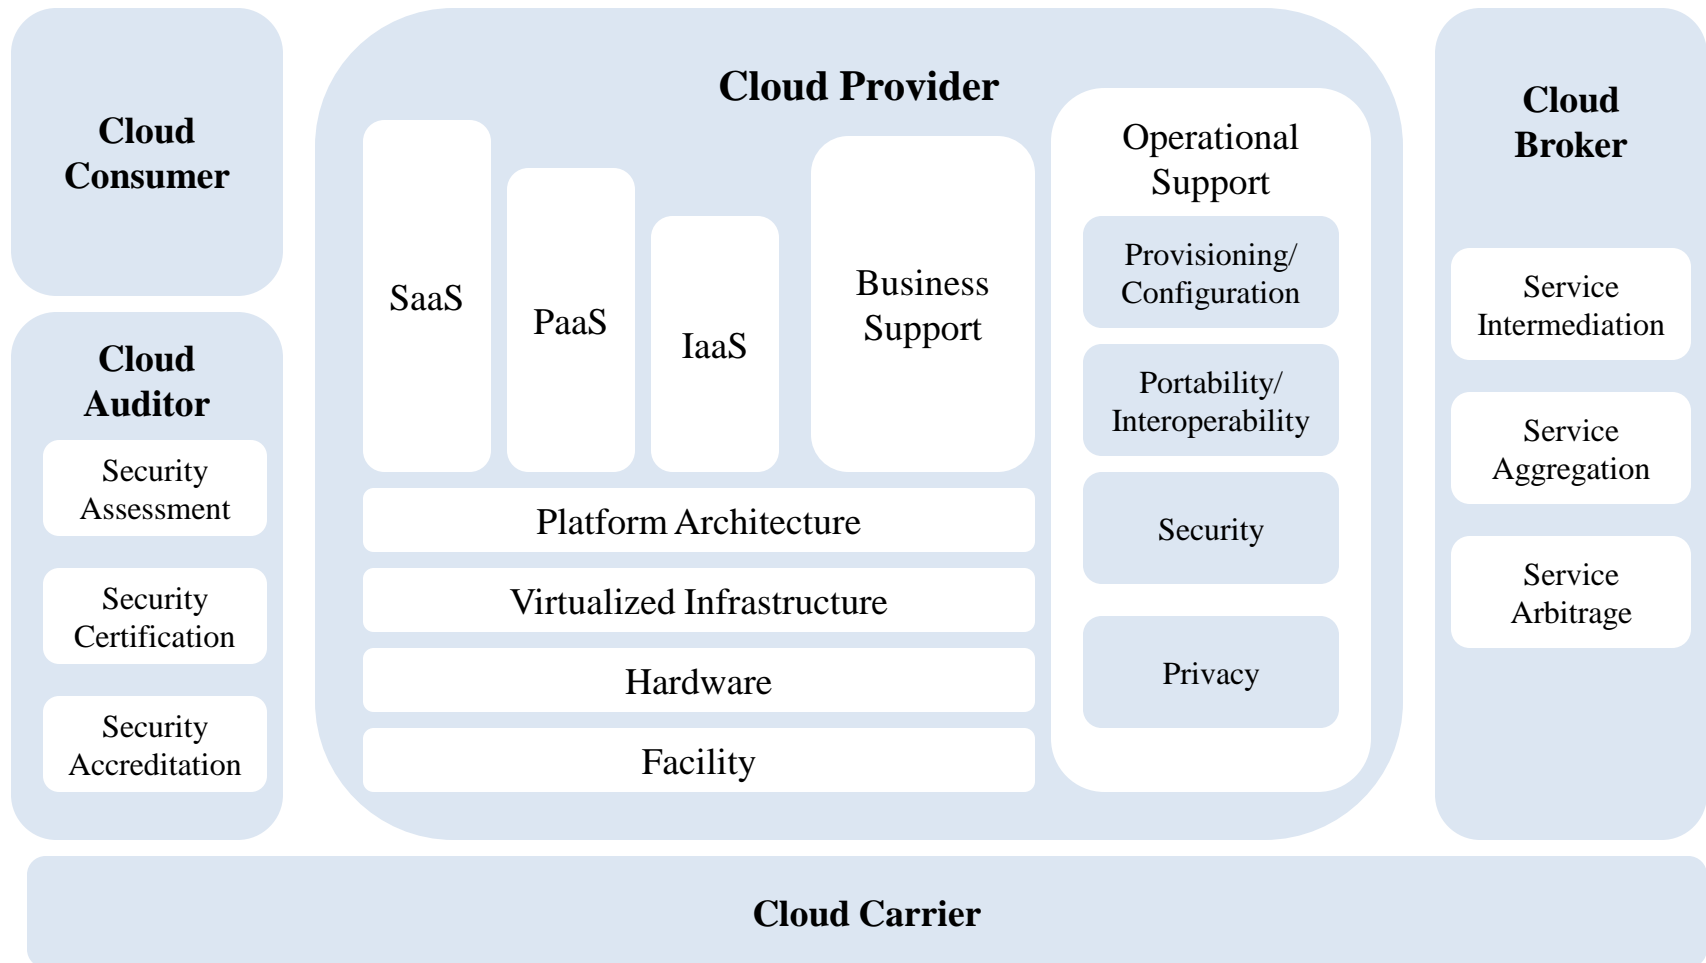 Cloud
Consumer
Cloud
Auditor
Security
Assessment
Security
Certification
Security
Accreditation
Cloud Provider
SaaS
PaaS
IaaS
Business
Support
Platform Architecture
Virtualized Infrastructure
Hardware
Facility
Operational
Support
Provisioning/
Configuration
Portability/
Interoperability
Security
Privacy
Cloud
Broker
Service
Intermediation
Service
Aggregation
Service
Arbitrage
Cloud Carrier